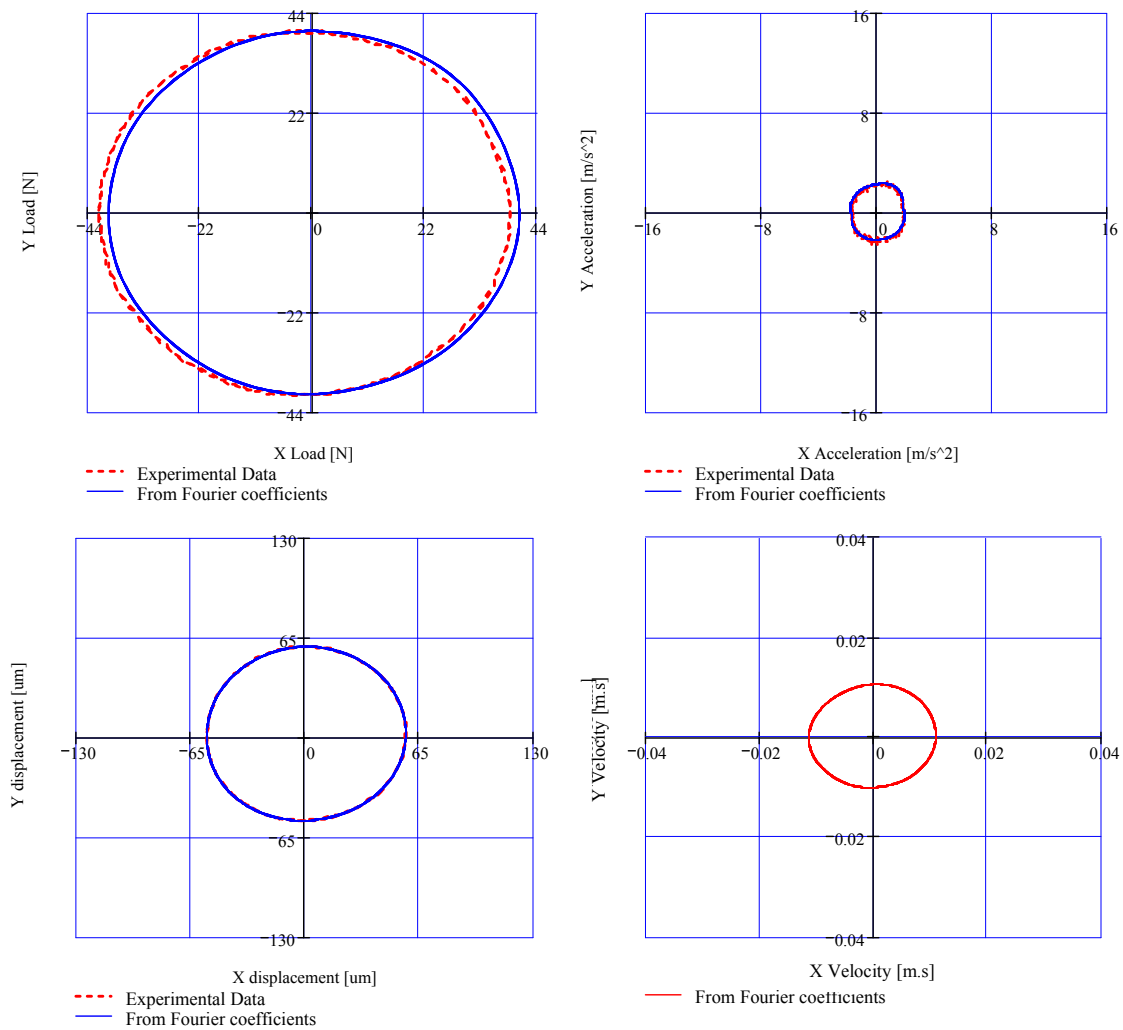 44
22
Y Load [N]
−44
−22
0
22
44
−22
−44
X Load [N]
Experimental Data
From Fourier coefficients
16
8
Y Acceleration [m/s^2]
−16
−8
0
8
16
−8
−16
X Acceleration [m/s^2]
Experimental Data
From Fourier coefficients
130
65
Y displacement [um]
−130
−65
0
65
130
−65
−130
X displacement [um]
Experimental Data
From Fourier coefficients
0.04
0.02
Y Velocity [m.s]
−0.04
−0.02
0
0.02
0.04
−0.02
−0.04
X Velocity [m.s]
From Fourier coefficients